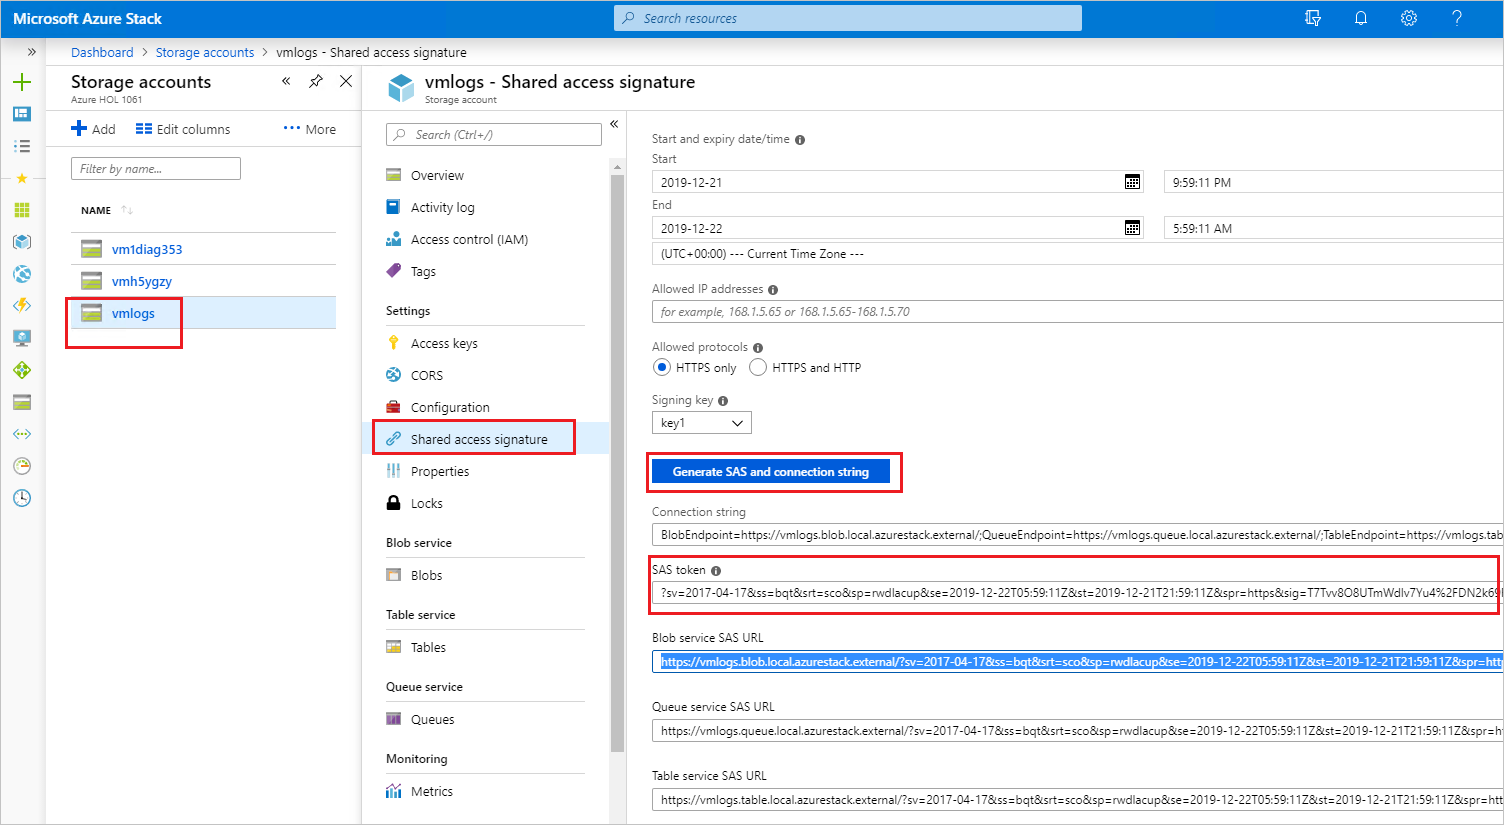 Microsoft Azure Stack
Search resources
Dashboard > Storage accounts > vmlogs - Shared access signature
Storage accounts
Azure HOL 1061
Add Edit columns More
Filter by name...
NAME
vm1diag353
vmh5ygzy
vmlogs
vmlogs - Shared access signature
Storage account
Search (Ctrl+/)
Overview
Activity log
Access control (IAM)
Tags
Settings
Access keys
CORS
Configuration
Shared access signature
Properties
Locks
Blob service
Blobs
Table service
Tables
Queue service
Queues
Monitoring
Metrics
Start and expiry date/time
Start
2019-12-21 9:59:11 PM
End
2019-12-22 5:59:11 AM
(UTC+00:00) --- Current Time Zone ---
Allowed IP addresses
for example, 168.1.5.65 or 168.1.5.65-168.1.5.70
Allowed protocols
HTTPS only HTTPS and HTTP
Signing key
key1
Generate SAS and connection string
Connection string
BlobEndpoint=https://vmlogs.blob.local.azurestack.external/;QueueEndpoint=https://vmlogs.queue.local.azurestack.external/;TableEndpoint=https://vmlogs.tab
SAS token
?sv=2017-04-17&ss=bqt&srt=sco&sp=rwdlacup&se=2019-12-22T05:59:11Z&st=2019-12-21T21:59:11Z&spr=https&sig=T7Tvv8O8UTmWdlv7Yu4%2FDN2k69
Blob service SAS URL
https://vmlogs.blob.local.azurestack.external/?sv=2017-04-17&ss=bqt&srt=sco&sp=rwdlacup&se=2019-12-22T05:59:11Z&st=2019-12-21T21:59:11Z&spr=http
Queue service SAS URL
https://vmlogs.queue.local.azurestack.external/?sv=2017-04-17&ss=bqt&srt=sco&sp=rwdlacup&se=2019-12-22T05:59:11Z&st=2019-12-21T21:59:11Z&spr=h
Table service SAS URL
https://vmlogs.table.local.azurestack.external/?sv=2017-04-17&ss=bqt&srt=sco&sp=rwdlacup&se=2019-12-22T05:59:11Z&st=2019-12-21T21:59:11Z&spr=htt